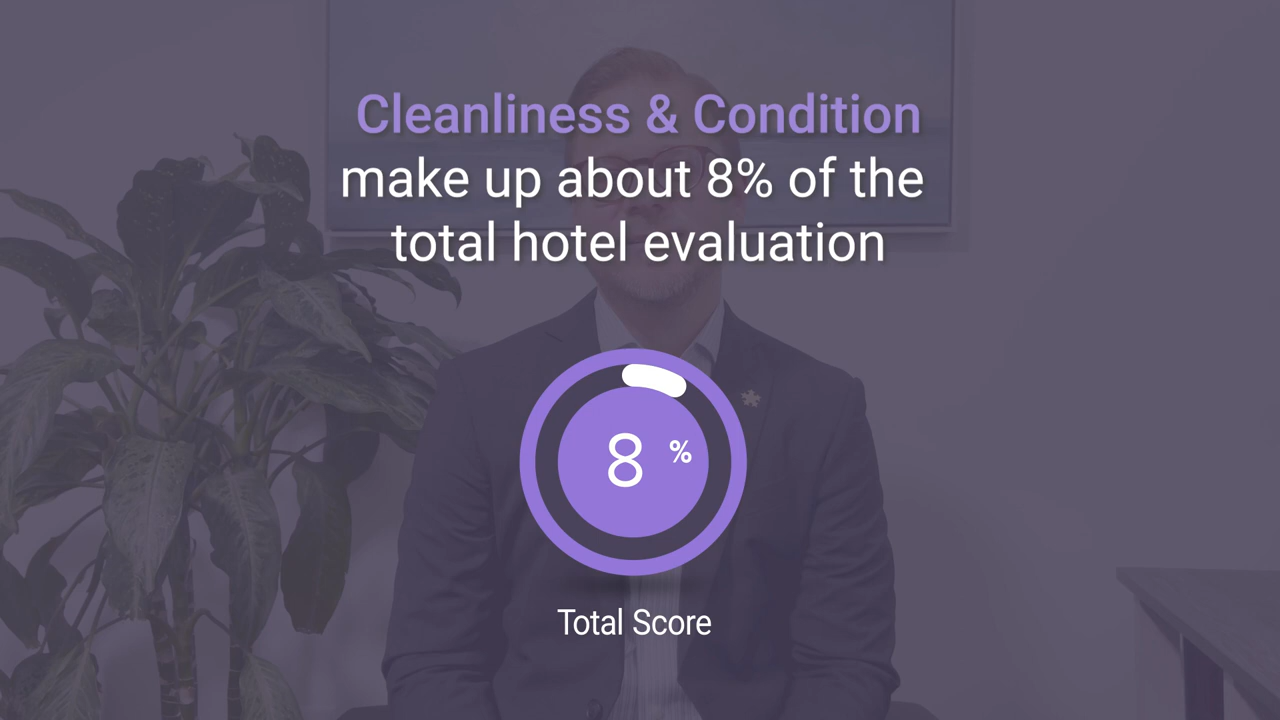 Cleanliness & Condition
make up about 8% of the
total hotel evaluation
8 %
Total Score